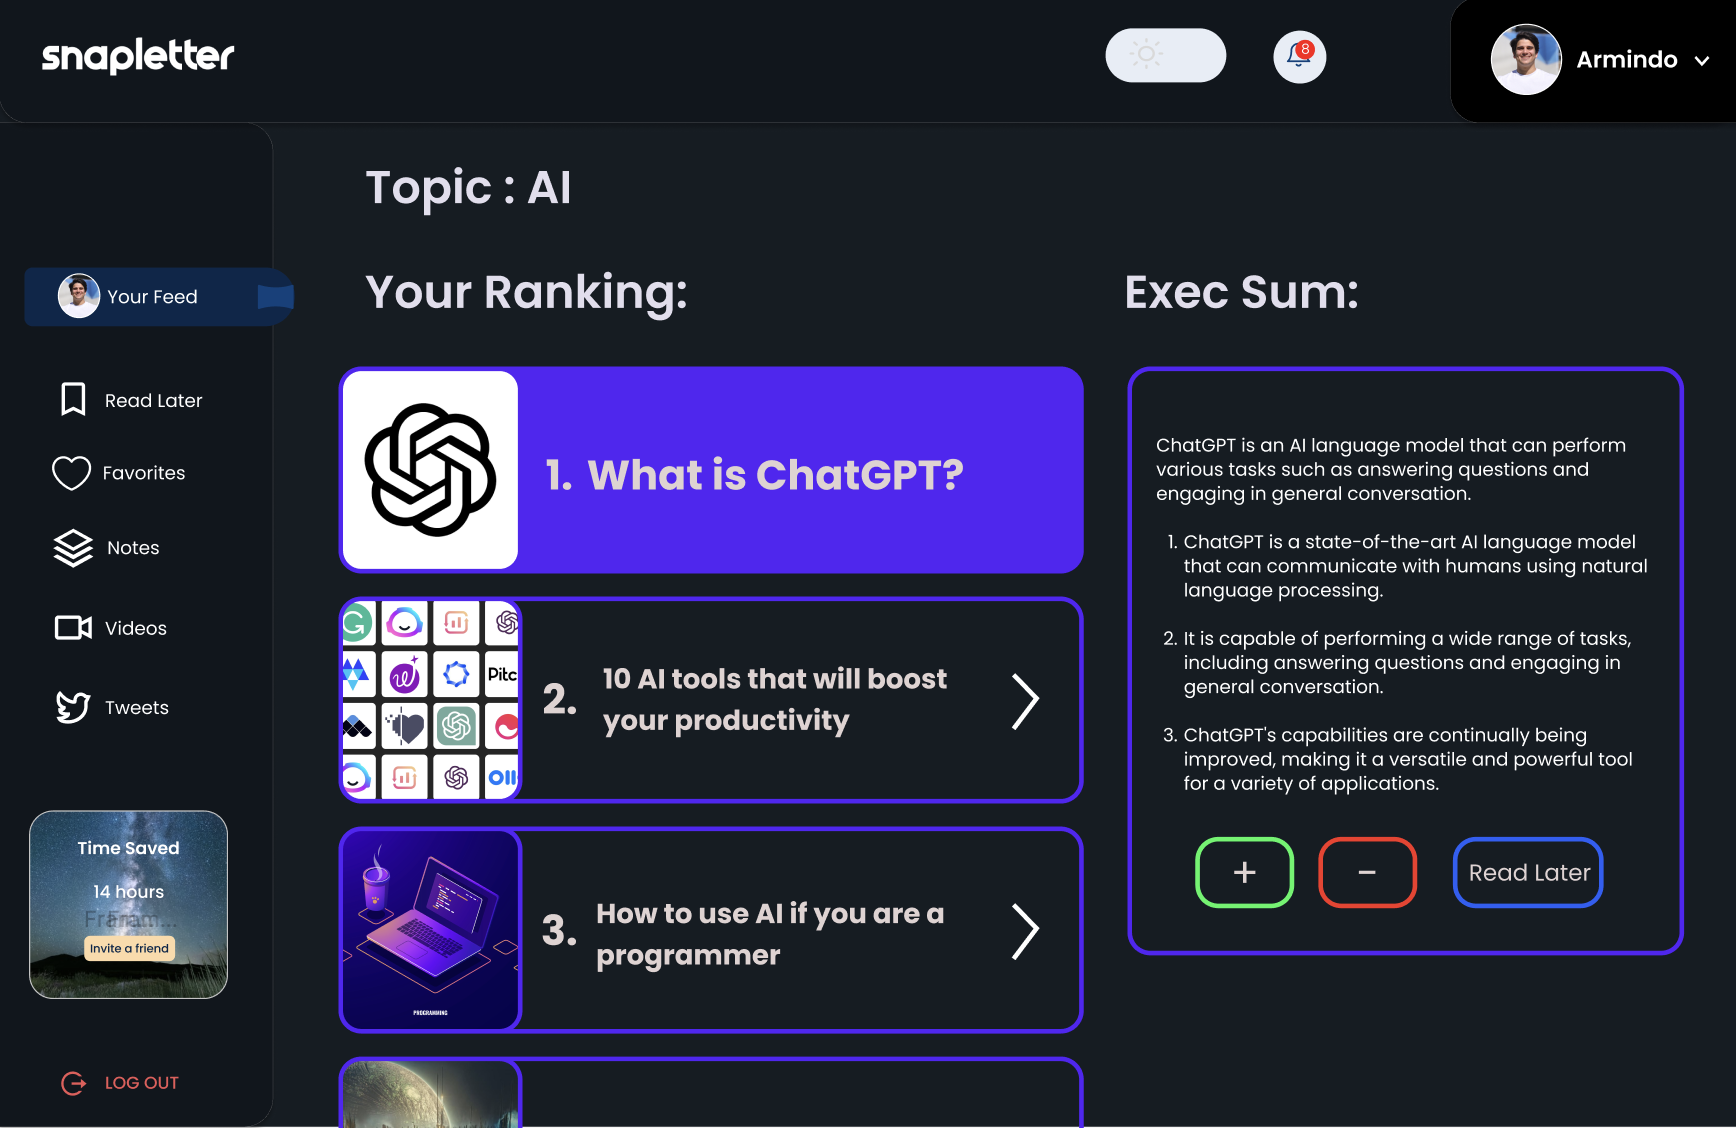 snapletter
8
Armindo
Topic : AI
Your Feed
Your Ranking:
Exec Sum:
Read Later
Favorites
Notes
Videos
Tweets
Time Saved
14 hours
Invite a friend
LOG OUT
1. What is ChatGPT?
Pitc
2. 10 AI tools that will boost
your productivity
3. How to use AI if you are a
programmer
PROGRAMMING
ChatGPT is an AI language model that can perform
various tasks such as answering questions and
engaging in general conversation.
1. ChatGPT is a state-of-the-art AI language model
that can communicate with humans using natural
language processing.
2. It is capable of performing a wide range of tasks,
including answering questions and engaging in
general conversation.
3. ChatGPT's capabilities are continually being
improved, making it a versatile and powerful tool
for a variety of applications.
+
-
Read Later